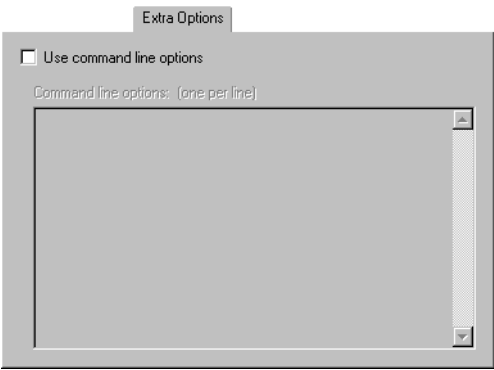 Extra Options
Use command line options
Command line options: (one per line)